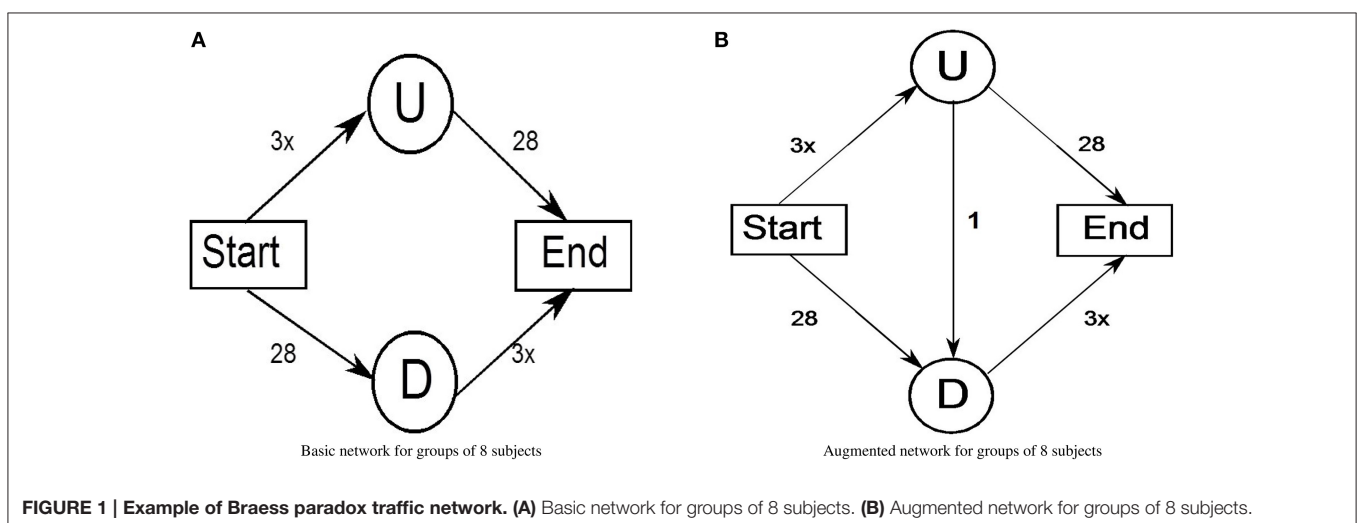 A
U
3x
28
Start
End
28
3x
D
Basic network for groups of 8 subjects
B
U
3x
28
Start
1
End
28
3x
D
Augmented network for groups of 8 subjects
FIGURE 1 | Example of Braess paradox traffic network. (A) Basic network for groups of 8 subjects. (B) Augmented network for groups of 8 subjects.